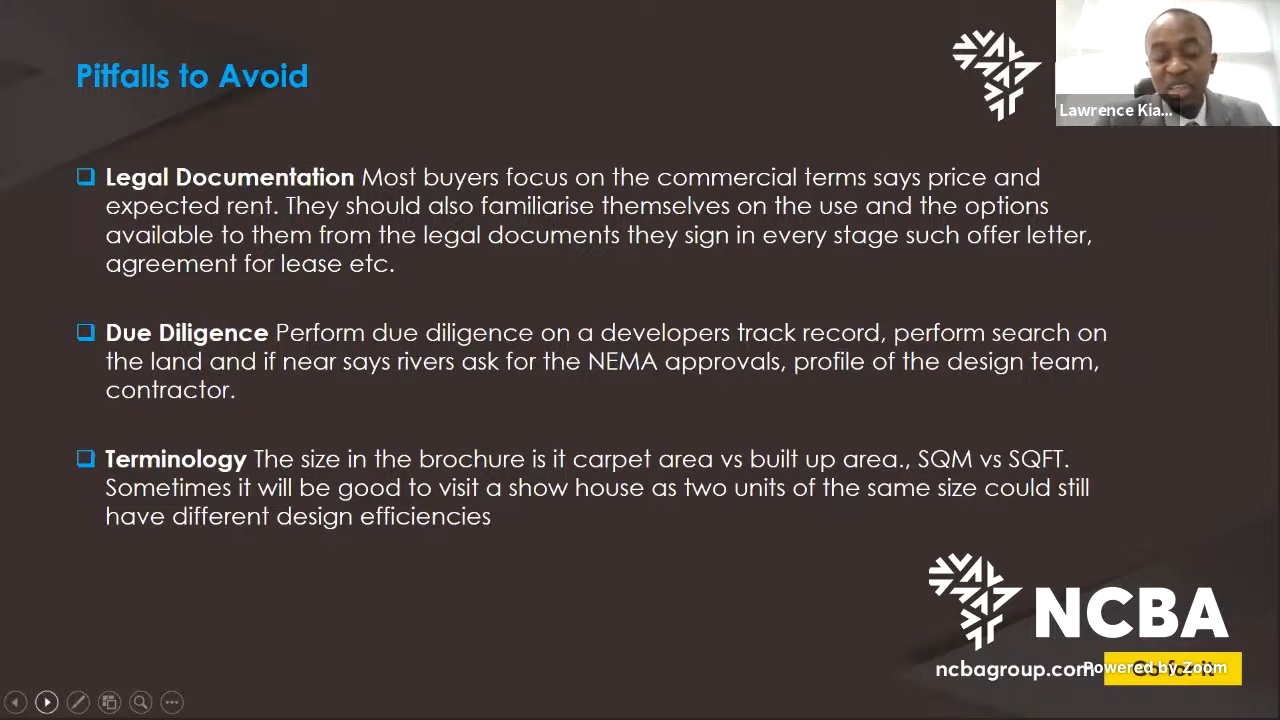 Pitfalls to Avoid
Lawrence Kia...
Legal Documentation Most buyers focus on the commercial terms says price and
expected rent. They should also familiarise themselves on the use and the options
available to them from the legal documents they sign in every stage such offer letter,
agreement for lease etc.
Due Diligence Perform due diligence on a developers track record, perform search on
the land and if near says rivers ask for the NEMA approvals, profile of the design team,
contractor.
Terminology The size in the brochure is it carpet area vs built up area., SQM vs SQFT.
Sometimes it will be good to visit a show house as two units of the same size could still
have different design efficiencies
NCBA
ncbagroup.com
Go for it
Powered by Zoom